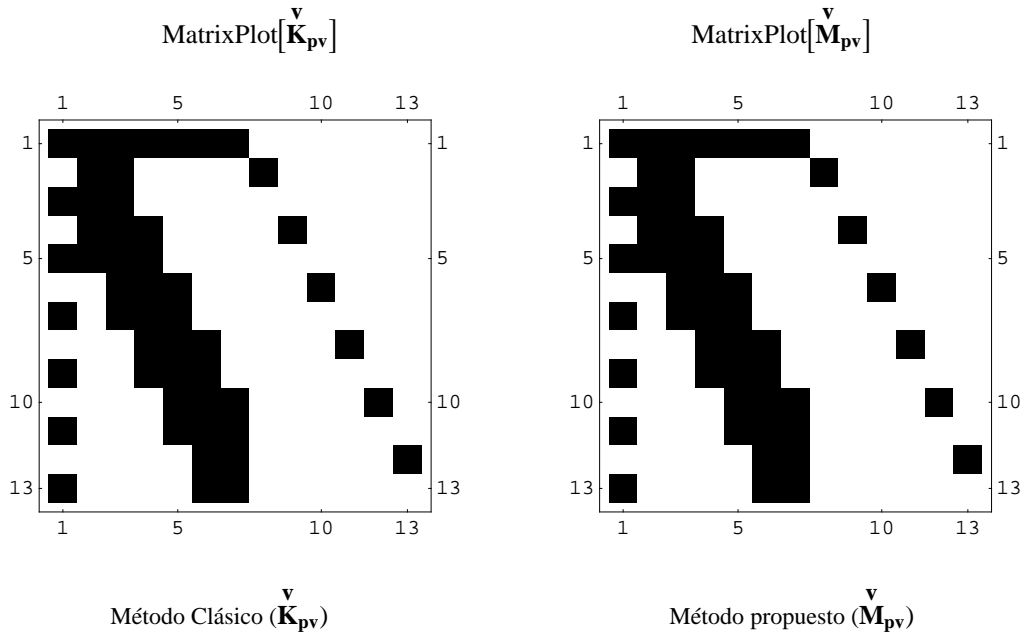 MatrixPlot[K̬pv]
MatrixPlot[M̬pv]
1 5 10 13
1 5 10 13
1 1
1 1
5 5
5 5
10 10
10 10
13 13
13 13
1 5 10 13
1 5 10 13
Método Clásico (K̬pv)
Método propuesto (M̬pv)